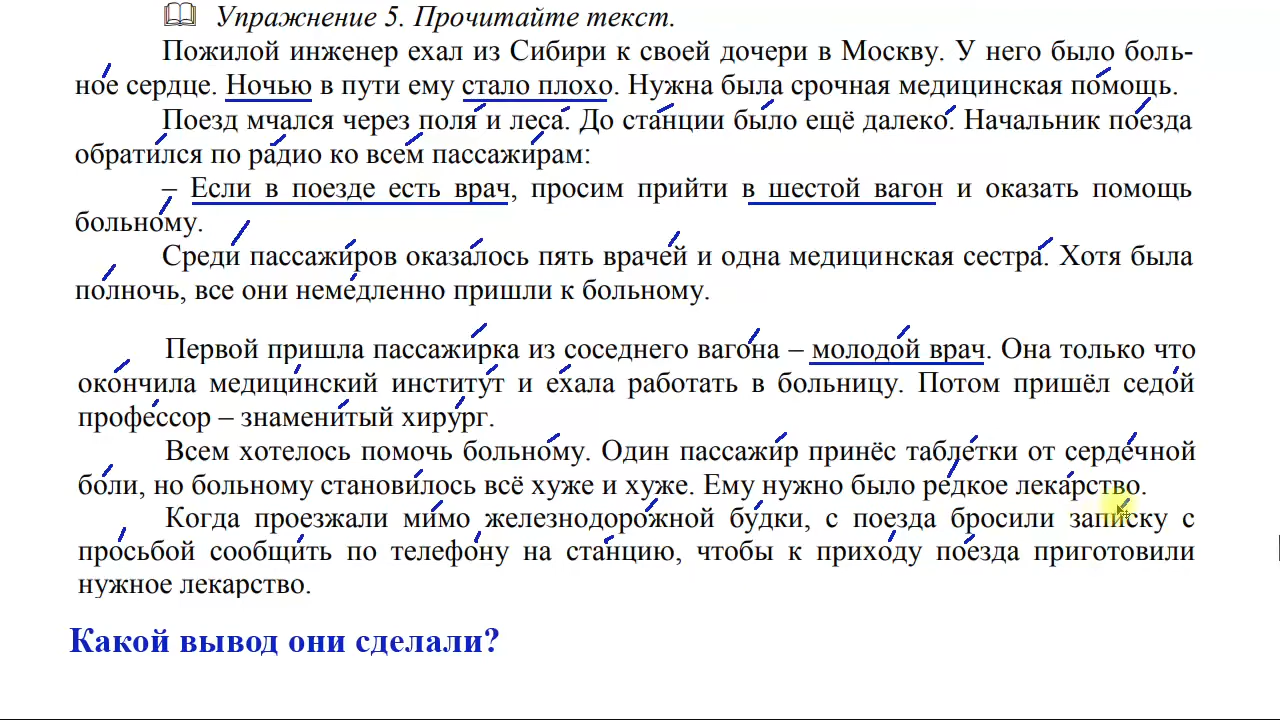 Упражнение 5. Прочитайте текст.
Пожилой инженер ехал из Сибири к своей дочери в Москву. У него было боль-
ное сердце. Ночью в пути ему стало плохо. Нужна была срочная медицинская помощь.
Поезд мчался через поля и леса. До станции было ещё далеко. Начальник поезда
обратился по радио ко всем пассажирам:
– Если в поезде есть врач, просим прийти в шестой вагон и оказать помощь
больному.
Среди пассажиров оказалось пять врачей и одна медицинская сестра. Хотя была
полночь, все они немедленно пришли к больному.
Первой пришла пассажирка из соседнего вагона – молодой врач. Она только что
окончила медицинский институт и ехала работать в больницу. Потом пришёл седой
профессор – знаменитый хирург.
Всем хотелось помочь больному. Один пассажир принёс таблетки от сердечной
боли, но больному становилось всё хуже и хуже. Ему нужно было редкое лекарство.
Когда проезжали мимо железнодорожной будки, с поезда бросили записку с
просьбой сообщить по телефону на станцию, чтобы к приходу поезда приготовили
нужное лекарство.
Какой вывод они сделали?